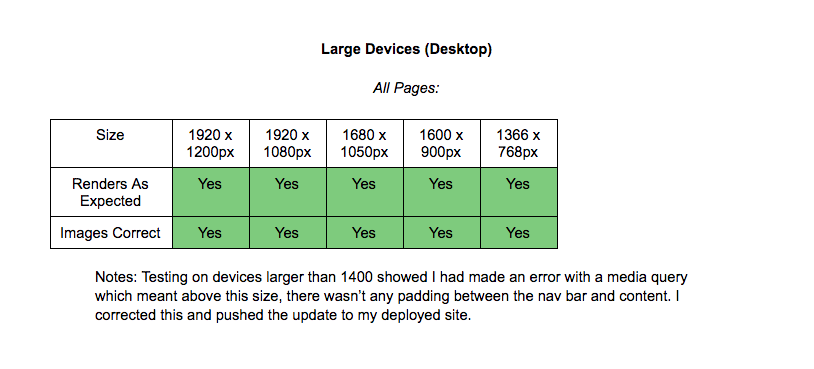 Large Devices (Desktop)
All Pages:
Size 1920 x 1200px 1920 x 1080px 1680 x 1050px 1600 x 900px 1366 x 768px
Renders As Expected Yes Yes Yes Yes Yes
Images Correct Yes Yes Yes Yes Yes
Notes: Testing on devices larger than 1400 showed I had made an error with a media query
which meant above this size, there wasn't any padding between the nav bar and content. I
corrected this and pushed the update to my deployed site.